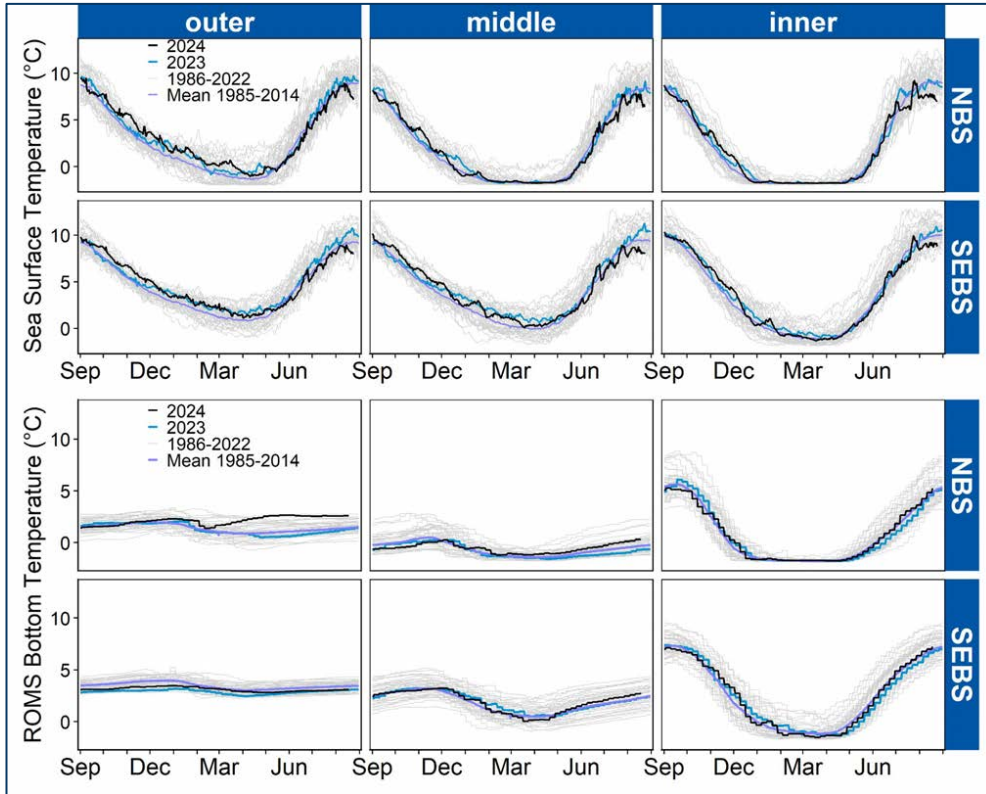 outer middle inner
Sea Surface Temperature (°C)
10
5
0
2024
2023
1986-2022
Mean 1985-2014
NBS
10
5
0
SEBS
Sep Dec Mar Jun Sep Dec Mar Jun Sep Dec Mar Jun
ROMS Bottom Temperature (°C)
10
5
0
2024
2023
1986-2022
Mean 1985-2014
NBS
10
5
0
SEBS
Sep Dec Mar Jun Sep Dec Mar Jun Sep Dec Mar Jun